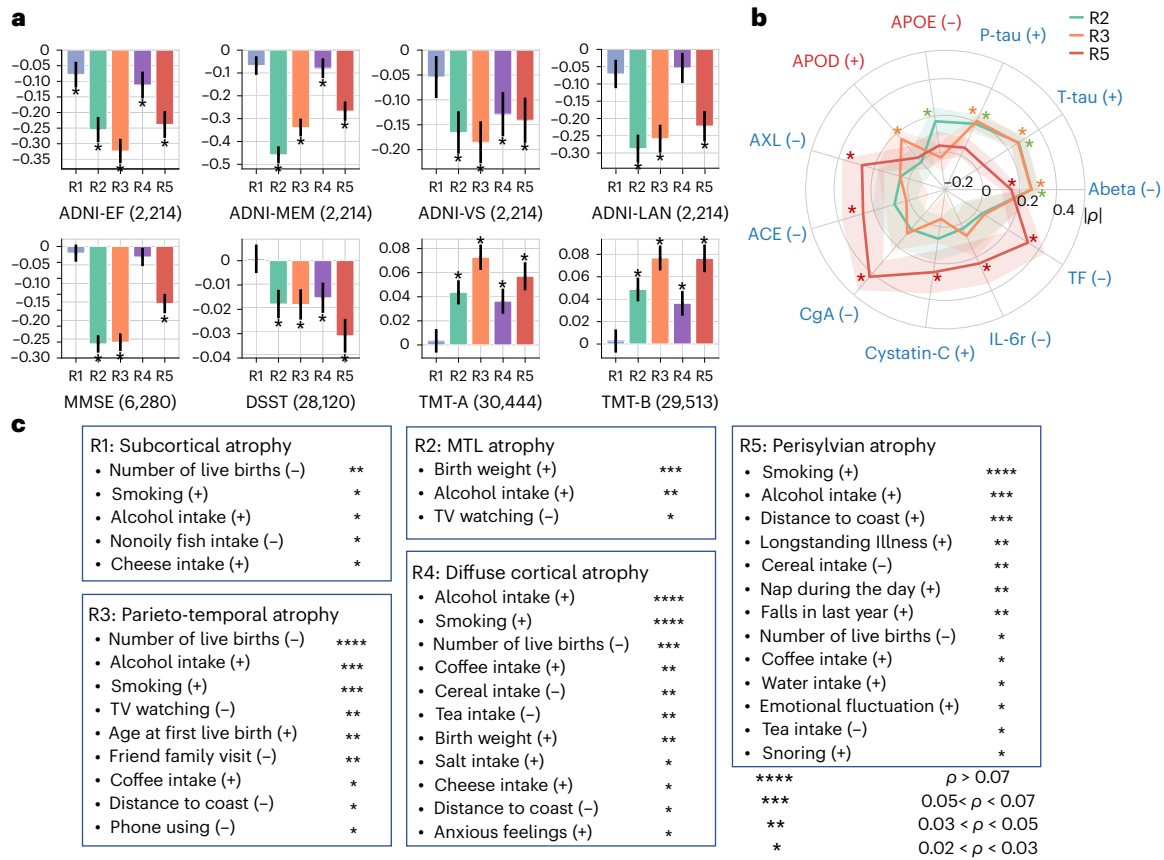 a
0
−0.05
−0.10
−0.15
−0.20
−0.25
−0.30
−0.35
* * * * *
R1 R2 R3 R4 R5
ADNI-EF (2,214)
0
−0.1
−0.2
−0.3
−0.4
−0.5
* * * *
R1 R2 R3 R4 R5
ADNI-MEM (2,214)
0
−0.05
−0.10
−0.15
−0.20
* * * *
R1 R2 R3 R4 R5
ADNI-VS (2,214)
0
−0.05
−0.10
−0.15
−0.20
−0.25
−0.30
* * *
R1 R2 R3 R4 R5
ADNI-LAN (2,214)
0
−0.05
−0.10
−0.15
−0.20
−0.25
−0.30
* * *
R1 R2 R3 R4 R5
MMSE (6,280)
0
−0.01
−0.02
−0.03
−0.04
* * * *
R1 R2 R3 R4 R5
DSST (28,120)
0.08
0.06
0.04
0.02
0
* * * *
R1 R2 R3 R4 R5
TMT-A (30,444)
0.08
0.06
0.04
0.02
0
* * * *
R1 R2 R3 R4 R5
TMT-B (29,513)
b
R2
R3
R5
APOE (−)
P-tau (+)
T-tau (+)
Abeta (−)
TF (−)
IL-6r (−)
Cystatin-C (+)
CgA (−)
ACE (−)
AXL (−)
APOD (+)
−0.2 0 0.2 0.4
|ρ|
c
R1: Subcortical atrophy
• Number of live births (−) **
• Smoking (+) *
• Alcohol intake (+) *
• Nonoily fish intake (−) *
• Cheese intake (+) *
R3: Parieto-temporal atrophy
• Number of live births (−) ****
• Alcohol intake (+) ***
• Smoking (+) ***
• TV watching (−) **
• Age at first live birth (+) **
• Friend family visit (−) **
• Coffee intake (+) *
• Distance to coast (−) *
• Phone using (−) *
R2: MTL atrophy
• Birth weight (+) ***
• Alcohol intake (+) **
• TV watching (−) *
R4: Diffuse cortical atrophy
• Alcohol intake (+) ****
• Smoking (+) ****
• Number of live births (−) ***
• Coffee intake (+) **
• Cereal intake (−) **
• Tea intake (−) **
• Birth weight (+) **
• Salt intake (+) *
• Cheese intake (+) *
• Distance to coast (−) *
• Anxious feelings (+) *
R5: Perisylvian atrophy
• Smoking (+) ****
• Alcohol intake (+) ***
• Distance to coast (+) ***
• Longstanding Illness (+) **
• Cereal intake (−) **
• Nap during the day (+) **
• Falls in last year (+) **
• Number of live births (−) *
• Coffee intake (+) *
• Water intake (+) *
• Emotional fluctuation (+) *
• Tea intake (−) *
• Snoring (+) *
**** ρ > 0.07
*** 0.05< ρ < 0.07
** 0.03 < ρ < 0.05
* 0.02 < ρ < 0.03